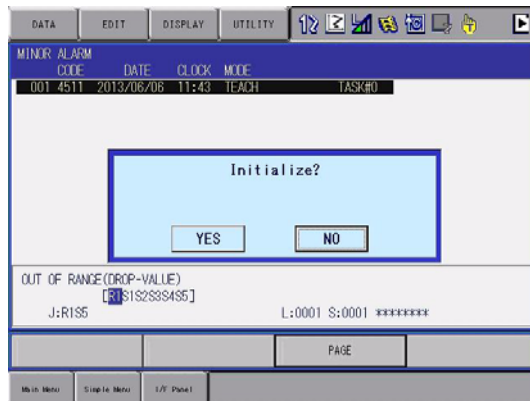 DATA EDIT DISPLAY UTILITY
MINOR ALARM
CODE DATE CLOCK MODE
001 4511 2013/06/06 11:43 TEACH TASK#0
Initialize?
YES NO
OUT OF RANGE(DROP-VALUE)
[R1S1S2S3S4S5]
J:R1S5 L:0001 S:0001 ********
PAGE
Main Menu Simple Menu I/F Panel